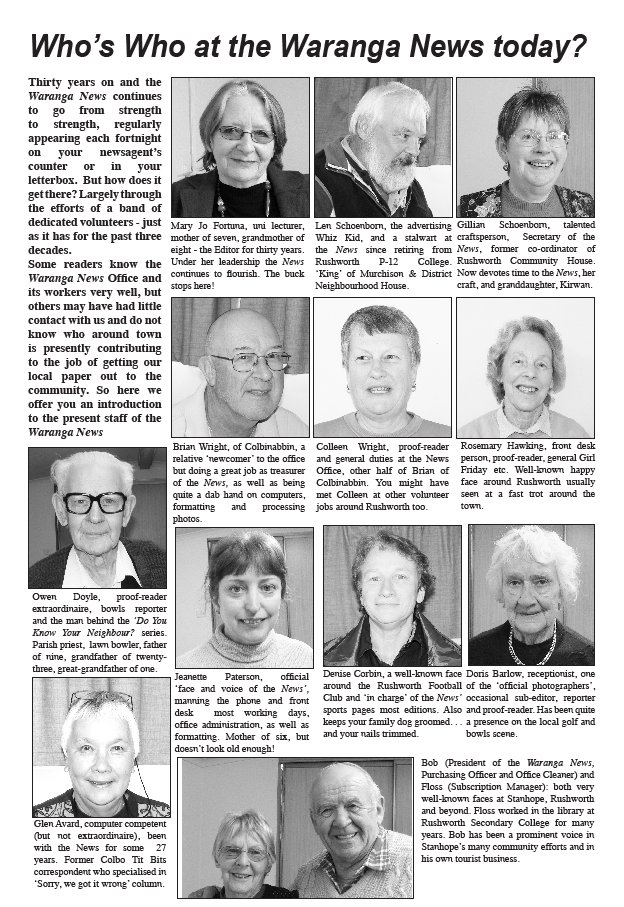 Who's Who at the Waranga News today?
Thirty years on and the
Waranga News continues
to go from strength
to strength, regularly
appearing each fortnight
on your newsagent's
counter or in your
letterbox. But how does it
get there? Largely through
the efforts of a band of
dedicated volunteers - just
as it has for the past three
decades.
Some readers know the
Waranga News Office and
its workers very well, but
others may have had little
contact with us and do not
know who around town
is presently contributing
to the job of getting our
local paper out to the
community. So here we
offer you an introduction
to the present staff of the
Waranga News
Mary Jo Fortuna, uni lecturer,
mother of seven, grandmother of
eight - the Editor for thirty years.
Under her leadership the News
continues to flourish. The buck
stops here!
Len Schoenborn, the advertising
Whiz Kid, and a stalwart at
the News since retiring from
Rushworth P-12 College.
'King' of Murchison & District
Neighbourhood House.
Gillian Schoenborn, talented
craftsperson, Secretary of the
News, former co-ordinator of
Rushworth Community House.
Now devotes time to the News, her
craft, and granddaughter, Kirwan.
Brian Wright, of Colbinabbin, a
relative 'newcomer' to the office
but doing a great job as treasurer
of the News, as well as being
quite a dab hand on computers,
formatting and processing
photos.
Colleen Wright, proof-reader
and general duties at the News
Office, other half of Brian of
Colbinabbin. You might have
met Colleen at other volunteer
jobs around Rushworth too.
Rosemary Hawking, front desk
person, proof-reader, general Girl
Friday etc. Well-known happy
face around Rushworth usually
seen at a fast trot around the
town.
Owen Doyle, proof-reader
extraordinaire, bowls reporter
and the man behind the 'Do You
Know Your Neighbour? series.
Parish priest, lawn bowler, father
of nine, grandfather of twenty-
three, great-grandfather of one.
Jeanette Paterson, official
'face and voice of the News',
manning the phone and front
desk most working days,
office administration, as well as
formatting. Mother of six, but
doesn't look old enough!
Denise Corbin, a well-known face
around the Rushworth Football
Club and 'in charge' of the News'
sports pages most editions. Also
keeps your family dog groomed. . .
and your nails trimmed.
Doris Barlow, receptionist, one
of the 'official photographers',
occasional sub-editor, reporter
and proof-reader. Has been quite
a presence on the local golf and
bowls scene.
Glen Avard, computer competent
(but not extraordinaire), been
with the News for some 27
years. Former Colbo Tit Bits
correspondent who specialised in
'Sorry, we got it wrong' column.
Bob (President of the Waranga News,
Purchasing Officer and Office Cleaner) and
Floss (Subscription Manager): both very
well-known faces at Stanhope, Rushworth
and beyond. Floss worked in the library at
Rushworth Secondary College for many
years. Bob has been a prominent voice in
Stanhope's many community efforts and in
his own tourist business.